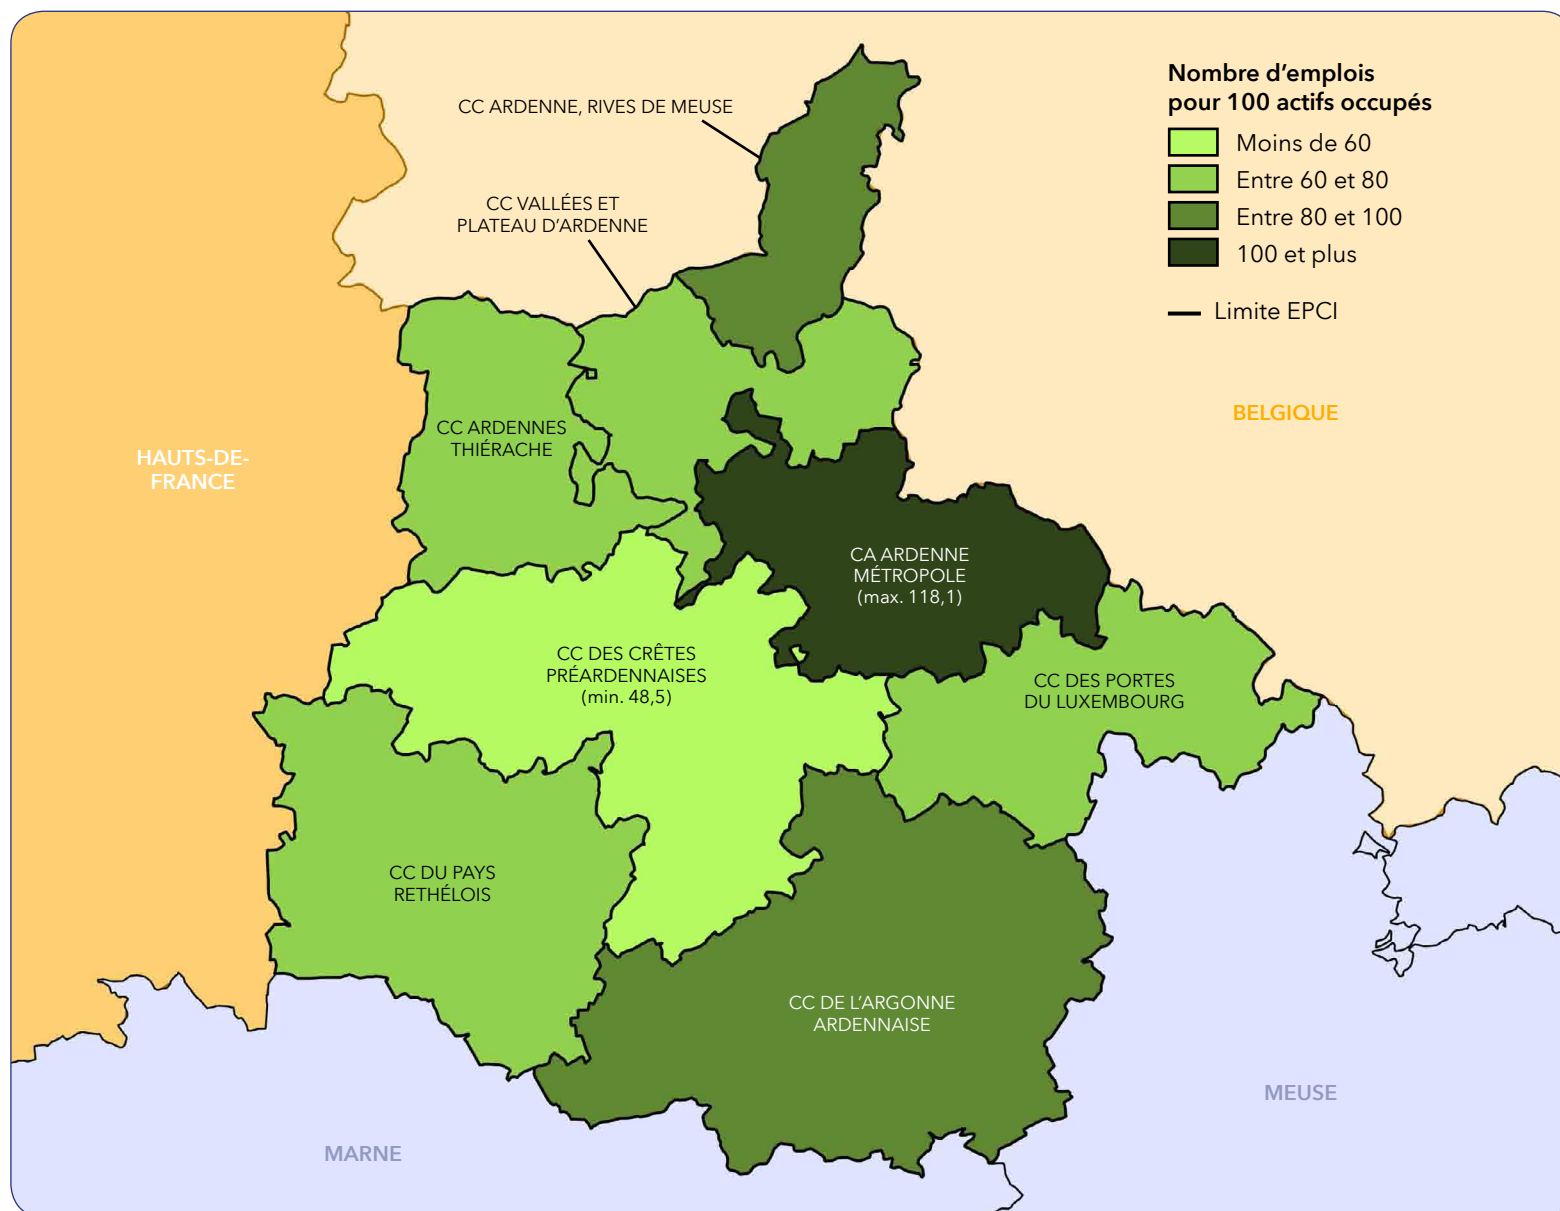 Nombre d'emplois
pour 100 actifs occupés
Moins de 60
Entre 60 et 80
Entre 80 et 100
100 et plus
Limite EPCI
CC ARDENNE, RIVES DE MEUSE
CC VALLÉES ET
PLATEAU D'ARDENNE
BELGIQUE
CC ARDENNES
THIÉRACHE
HAUTS-DE-
FRANCE
CA ARDENNE
MÉTROPOLE
(max. 118,1)
CC DES CRÊTES
PRÉARDENNAISES
(min. 48,5)
CC DES PORTES
DU LUXEMBOURG
CC DU PAYS
RETHÉLOIS
CC DE L'ARGONNE
ARDENNAISE
MEUSE
MARNE